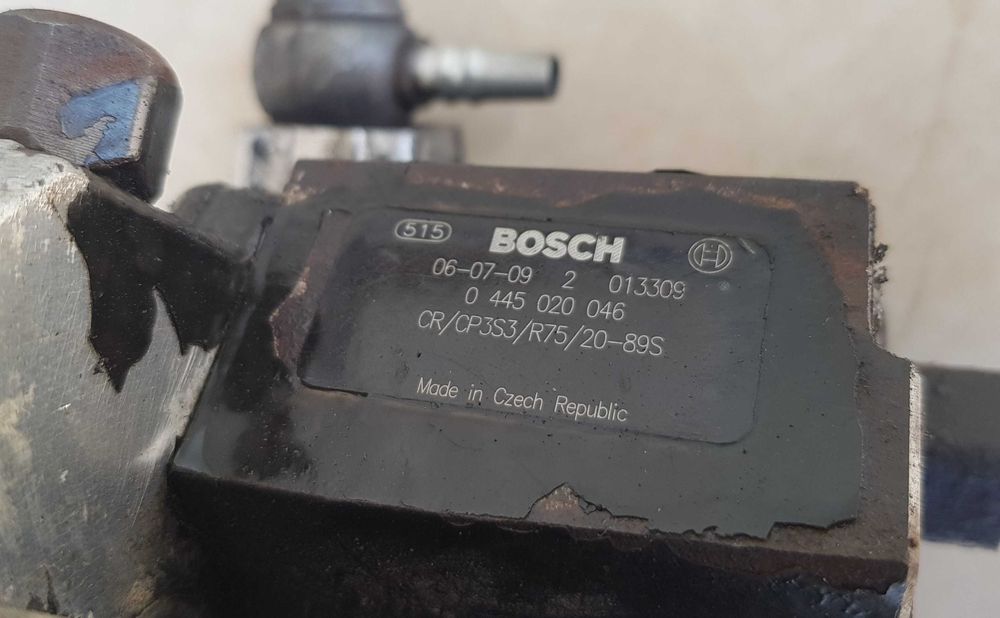 515 BOSCH
06-07-09 2 013309
0 445 020 046
CR/CP3S3/R75/20-89S
Made in Czech Republic